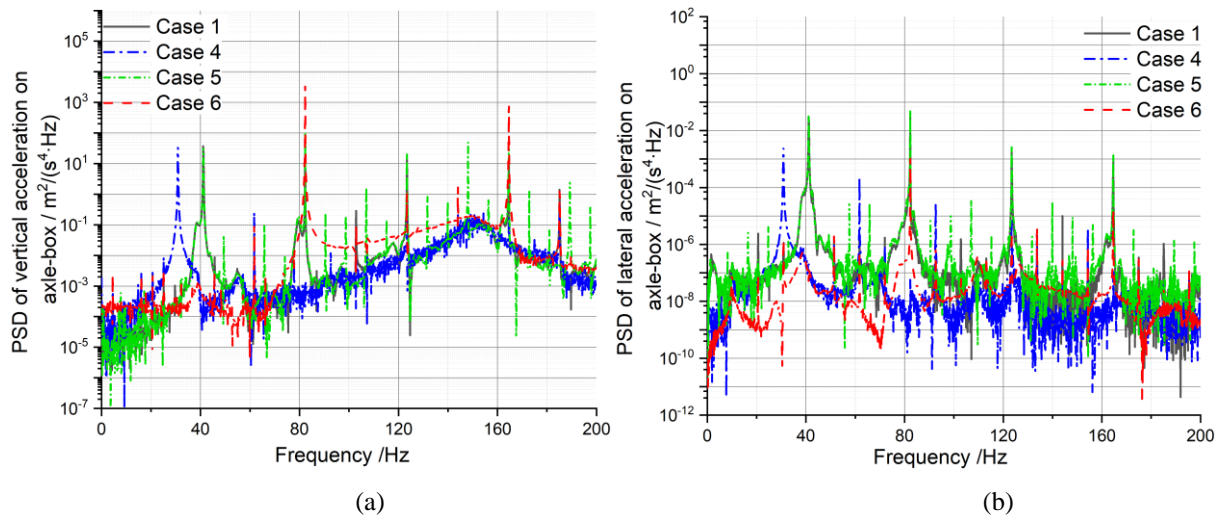 Case 1
Case 4
Case 5
Case 6
10^5
10^3
10^1
10^-1
10^-3
10^-5
10^-7
0 40 80 120 160 200
Frequency /Hz
PSD of vertical acceleration on
axle-box / m^2/(s^4·Hz)
(a)
Case 1
Case 4
Case 5
Case 6
10^2
10^0
10^-2
10^-4
10^-6
10^-8
10^-10
10^-12
0 40 80 120 160 200
Frequency /Hz
PSD of lateral acceleration on
axle-box / m^2/(s^4·Hz)
(b)